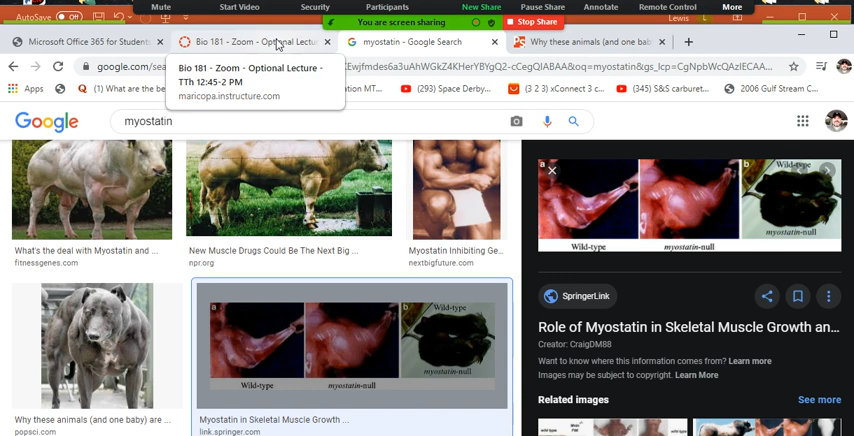 Mute Start Video Security Participants New Share Pause Share Annotate Remote Control More
AutoSave Off Lewis
You are screen sharing Stop Share
Microsoft Office 365 for Student Bio 181 - Zoom - Optional Lectur myostatin - Google Search Why these animals (and one bab
google.com/sea
Ewjfmdes6a3uAhWGkZ4KHerYBYgQ2-cCegQIABAA&oq=myostatin&gs_lcp=CgNpbWcQAzIECAA...
Bio 181 - Zoom - Optional Lecture -
TTh 12:45-2 PM
maricopa.instructure.com
Apps (1) What are the be tation MT... (293) Space Derby... (3 2 3) xConnect 3 c... (345) S&S carburet... 2006 Gulf Stream C...
Google myostatin
What's the deal with Myostatin and ...
fitnessgenes.com
New Muscle Drugs Could Be The Next Big ...
npr.org
Myostatin Inhibiting Ge...
nextbigfuture.com
a b Wild-type
Wild-type myostatin-null
myostatin-null
Why these animals (and one baby) are ...
popsci.com
Myostatin in Skeletal Muscle Growth ...
link.springer.com
a b Wild-type
myostatin-null
Wild-type myostatin-null
SpringerLink
Role of Myostatin in Skeletal Muscle Growth an...
Creator: CraigDM88
Want to know where this information comes from? Learn more
Images may be subject to copyright. Learn More
Related images See more